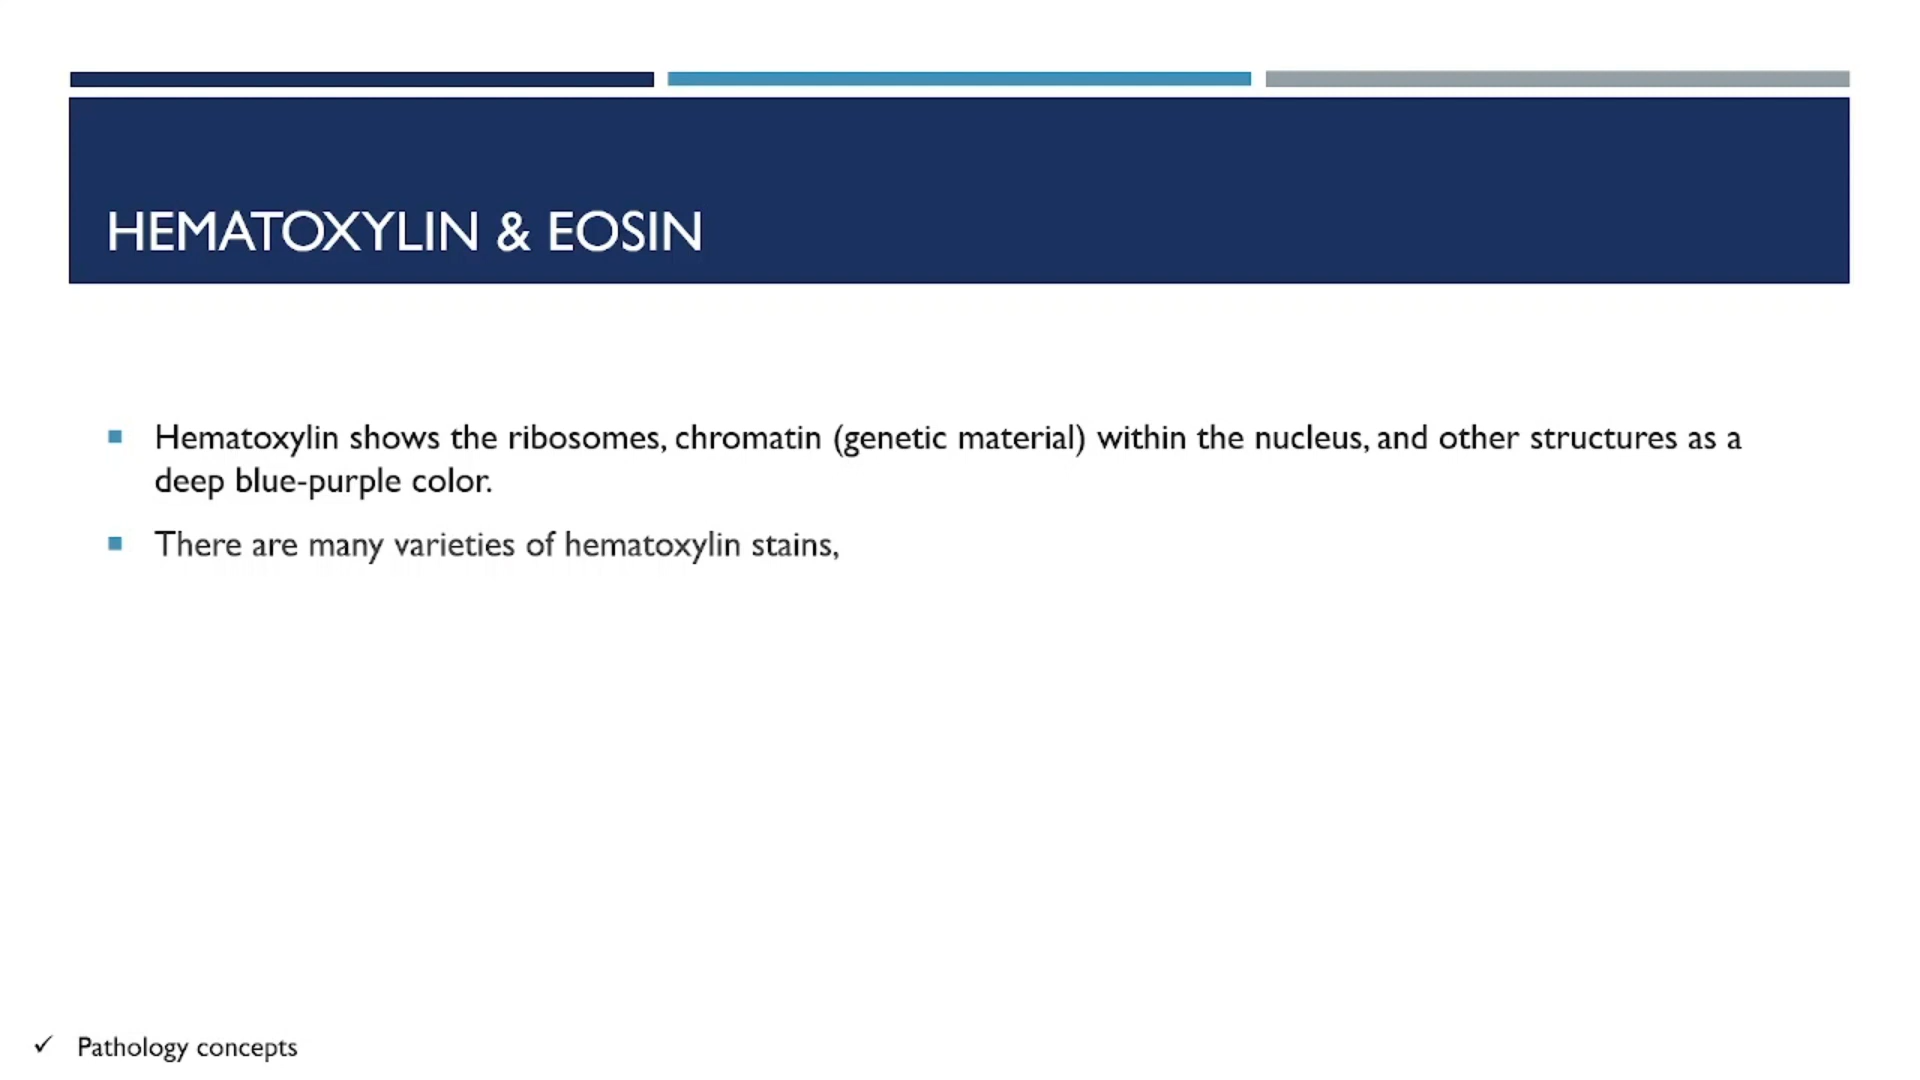 HEMATOXYLIN & EOSIN
Hematoxylin shows the ribosomes, chromatin (genetic material) within the nucleus, and other structures as a
deep blue-purple color.
There are many varieties of hematoxylin stains,
✓ Pathology concepts